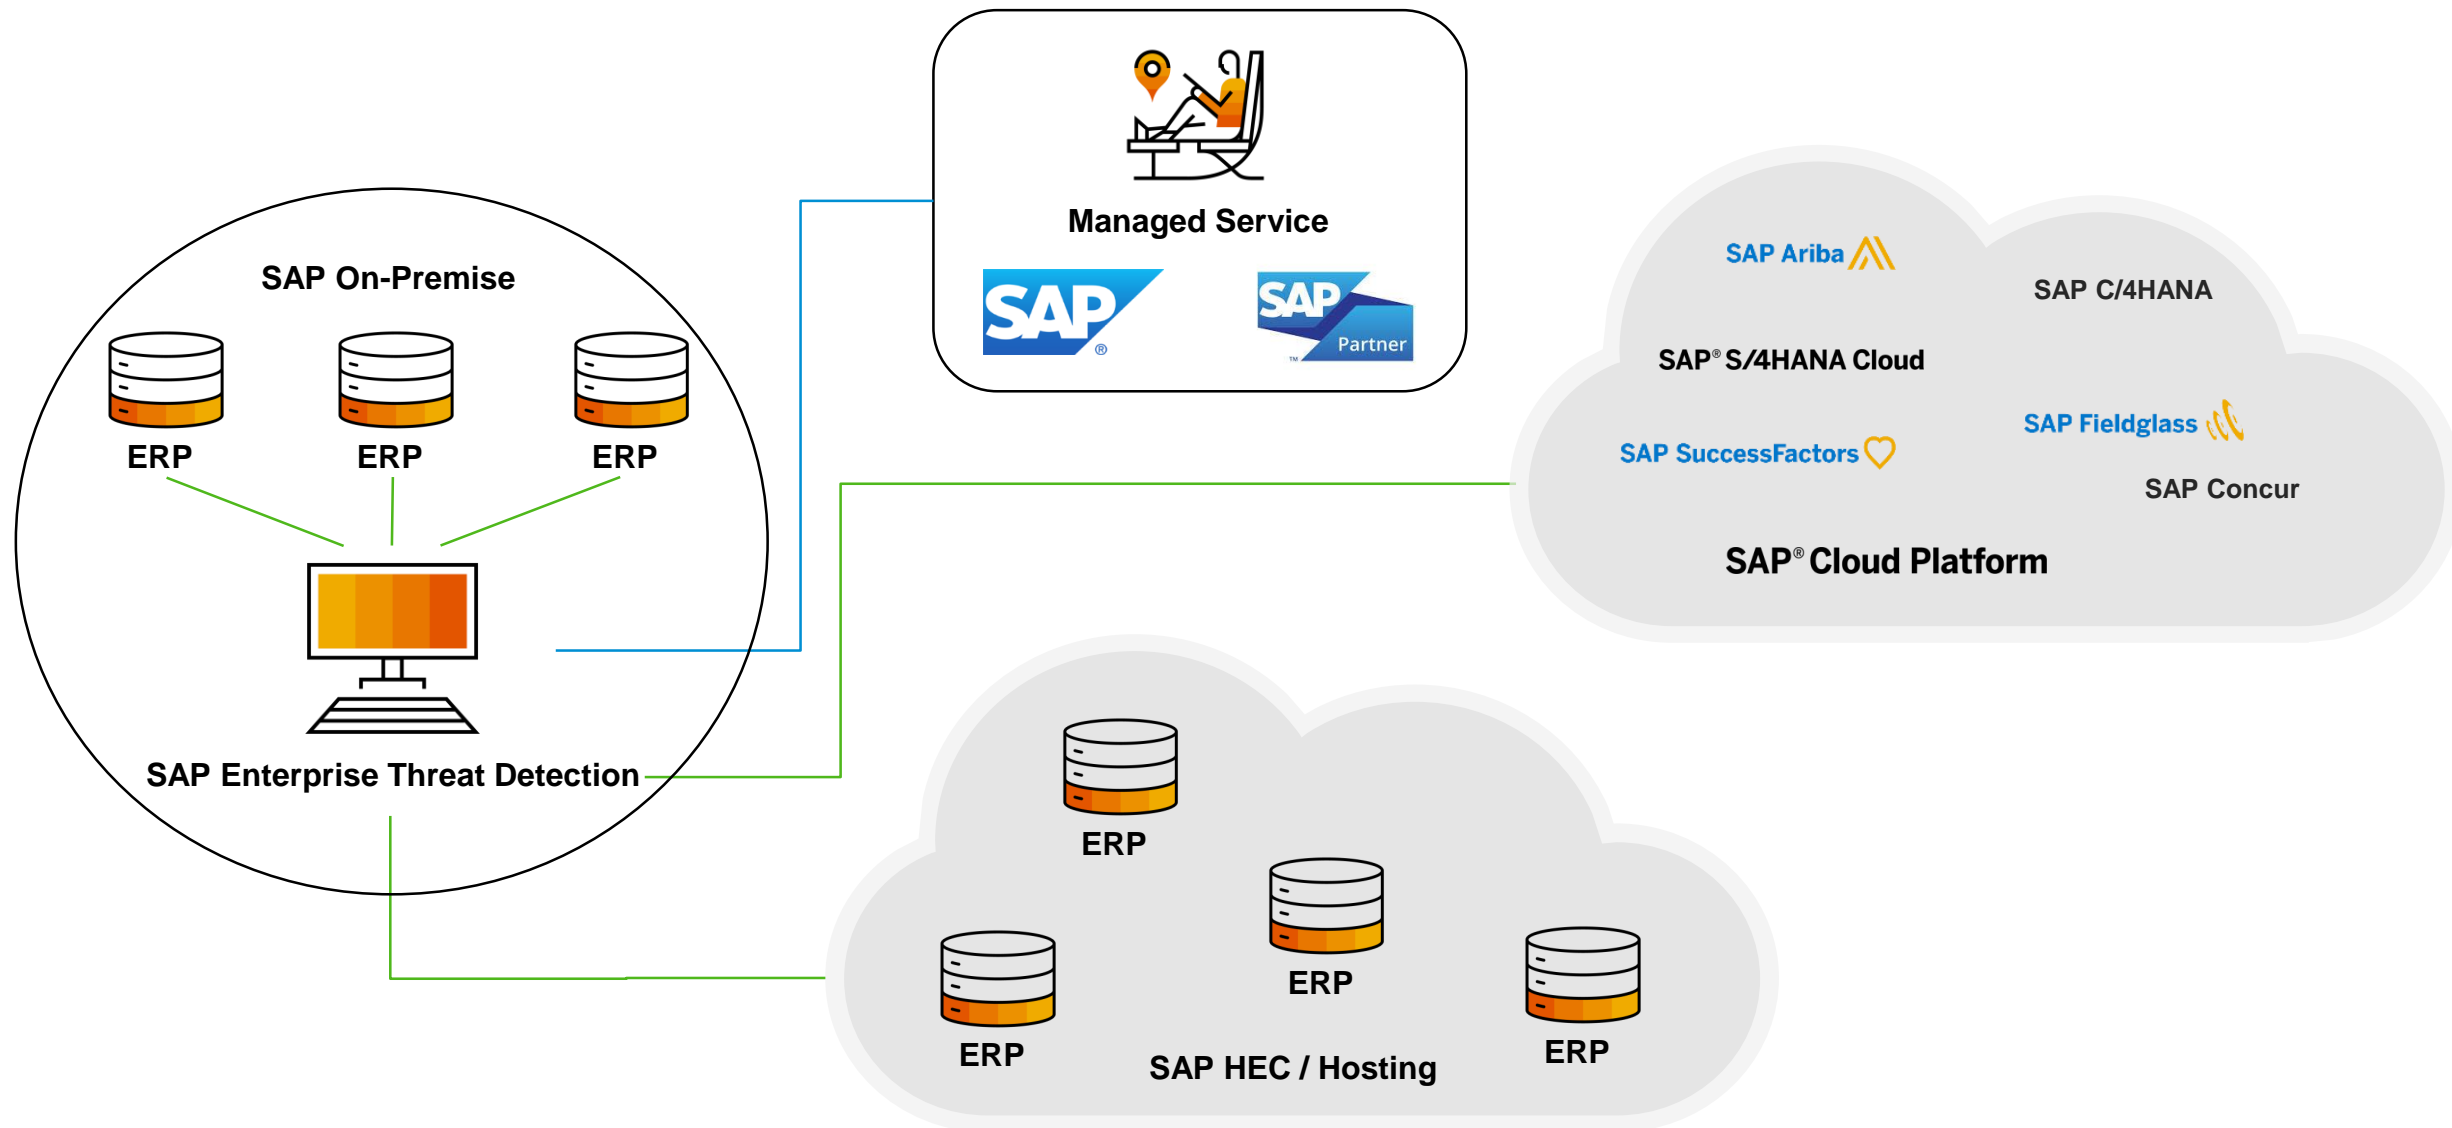 Managed Service
SAP ®
SAP Partner ™
SAP On-Premise
ERP
ERP
ERP
SAP Enterprise Threat Detection
SAP Ariba
SAP C/4HANA
SAP® S/4HANA Cloud
SAP Fieldglass
SAP SuccessFactors
SAP Concur
SAP® Cloud Platform
ERP
ERP
ERP
ERP
SAP HEC / Hosting